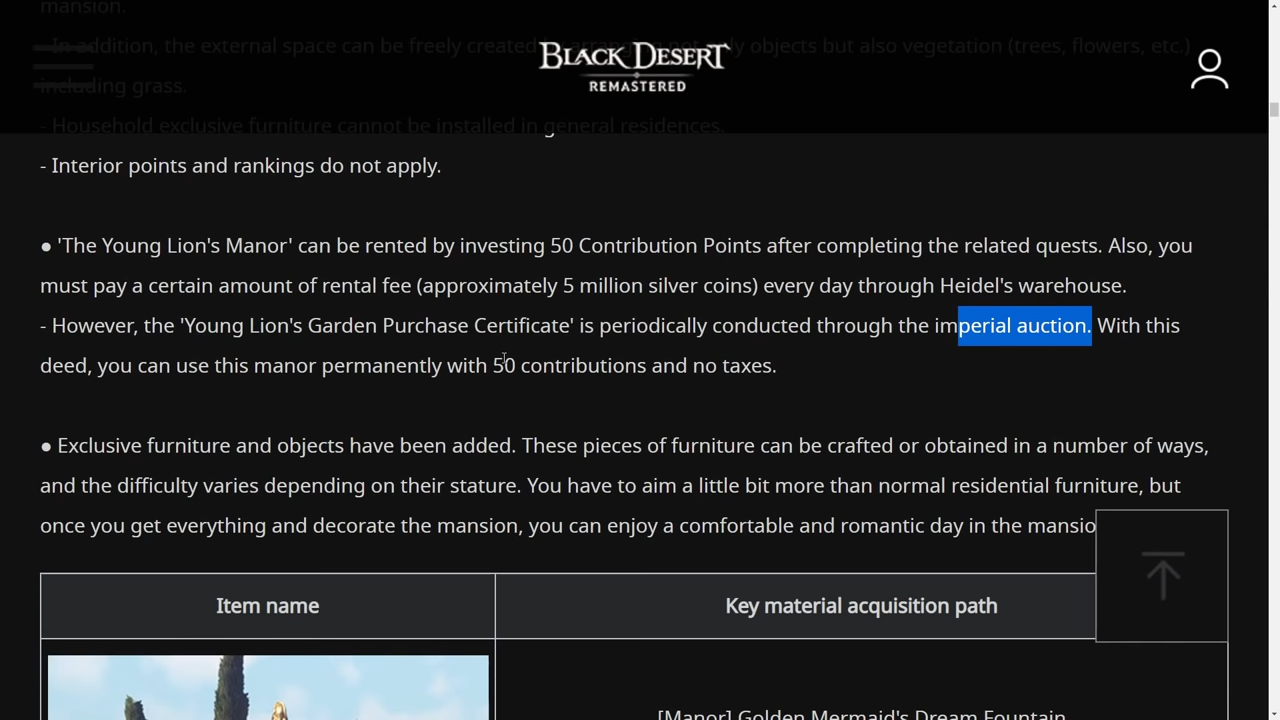 mansion.
- In addition, the external space can be freely created by arranging not only objects but also vegetation (trees, flowers, etc.)
including grass.
BLACK DESERT
REMASTERED
- Household exclusive furniture cannot be installed in general residences.
- Interior points and rankings do not apply.
● 'The Young Lion's Manor' can be rented by investing 50 Contribution Points after completing the related quests. Also, you
must pay a certain amount of rental fee (approximately 5 million silver coins) every day through Heidel's warehouse.
- However, the 'Young Lion's Garden Purchase Certificate' is periodically conducted through the imperial auction. With this
deed, you can use this manor permanently with 50 contributions and no taxes.
● Exclusive furniture and objects have been added. These pieces of furniture can be crafted or obtained in a number of ways,
and the difficulty varies depending on their stature. You have to aim a little bit more than normal residential furniture, but
once you get everything and decorate the mansion, you can enjoy a comfortable and romantic day in the mansio
Item name
Key material acquisition path
[Manor] Golden Mermaid's Dream Fountain